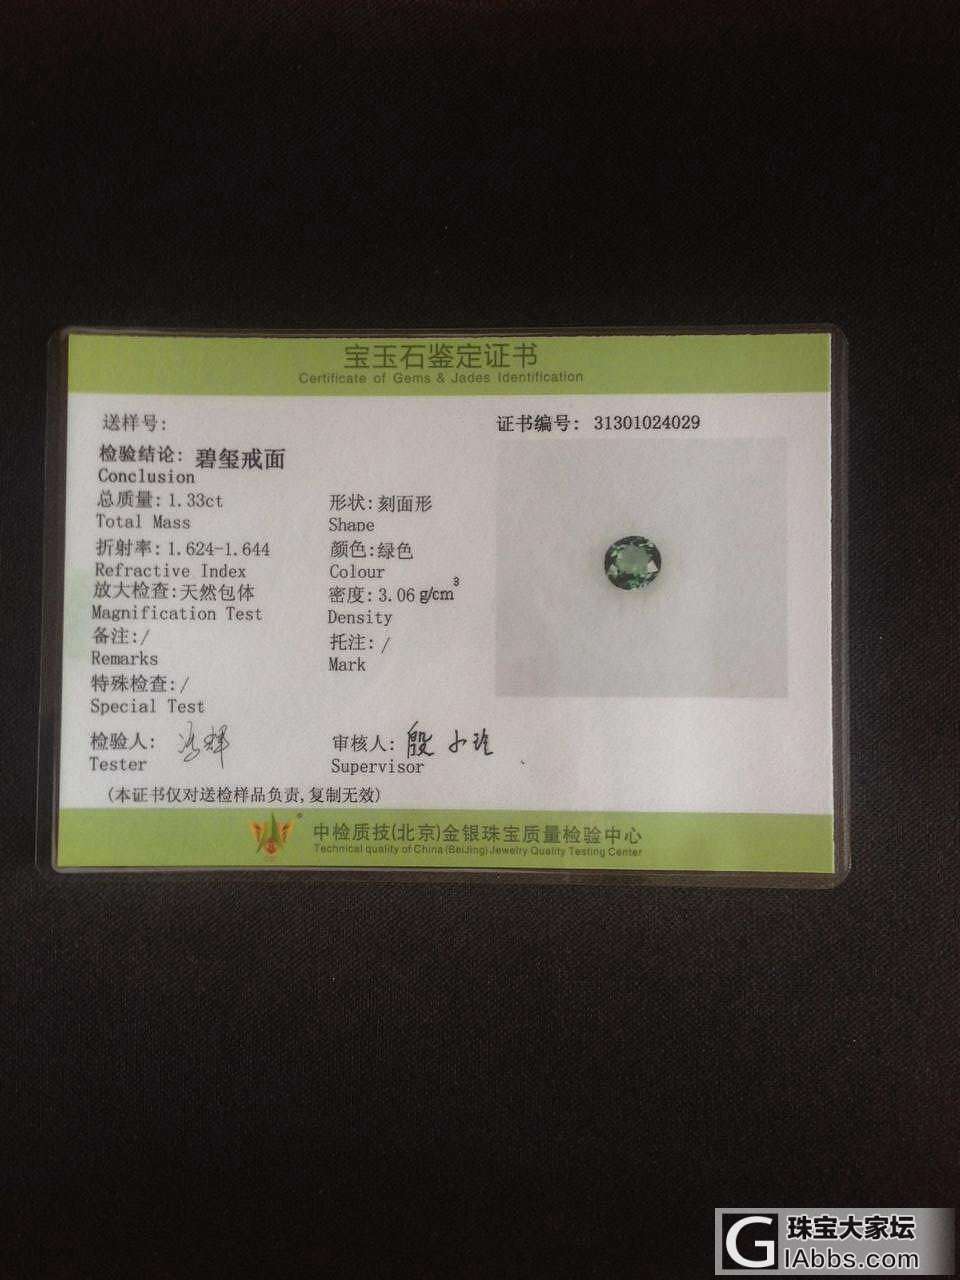 宝玉石鉴定证书
Certificate of Gems & Jades Identification
送样号:
证书编号: 31301024029
检验结论: 碧玺戒面
Conclusion
总质量: 1.33ct
形状: 刻面形
Total Mass
Shape
折射率: 1.624-1.644
颜色: 绿色
Refractive Index
Colour
放大检查: 天然包体
密度: 3.06 g/cm³
Magnification Test
Density
备注: /
托注: /
Remarks
Mark
特殊检查: /
Special Test
检验人:
审核人: 殷小玲
Tester
Supervisor
(本证书仅对送检样品负责,复制无效)
中检质技(北京)金银珠宝质量检验中心
Technical quality of China (BeiJing) Jewelry Quality Testing Center
珠宝大家坛
GIAbbs.com